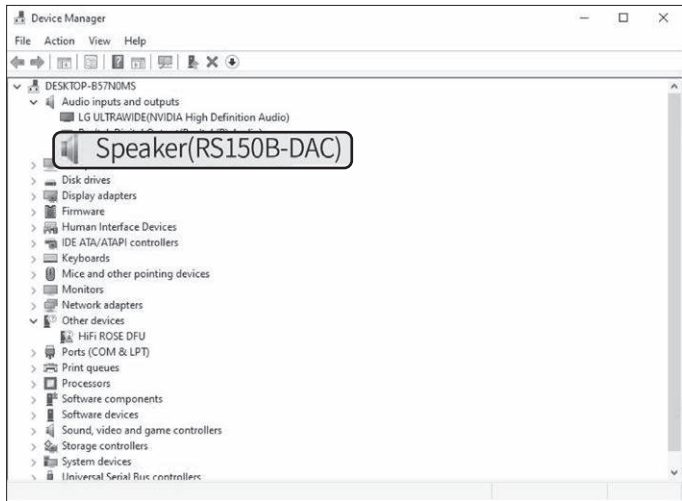 Device Manager
File Action View Help
DESKTOP-B57N0MS
Audio inputs and outputs
LG ULTRAWIDE(NVIDIA High Definition Audio)
Speaker(RS150B-DAC)
Disk drives
Display adapters
Firmware
Human Interface Devices
IDE ATA/ATAPI controllers
Keyboards
Mice and other pointing devices
Monitors
Network adapters
Other devices
HiFi ROSE DFU
Ports (COM & LPT)
Print queues
Processors
Software components
Software devices
Sound, video and game controllers
Storage controllers
System devices
Universal Serial Bus controllers